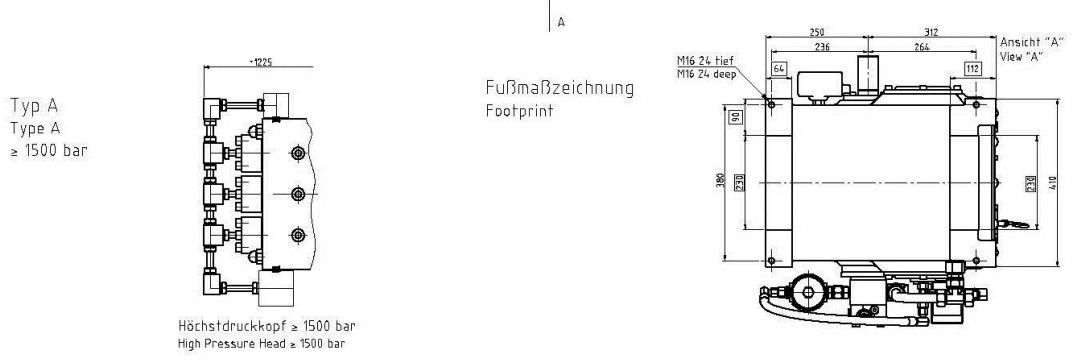 A
Typ A
Type A
≥ 1500 bar
~1225
Höchstdruckkopf ≥ 1500 bar
High Pressure Head ≥ 1500 bar
Fußmaßzeichnung
Footprint
250
312
236
264
Ansicht "A"
View "A"
M16 24 tief
M16 24 deep
64
112
90
380
230
230
410